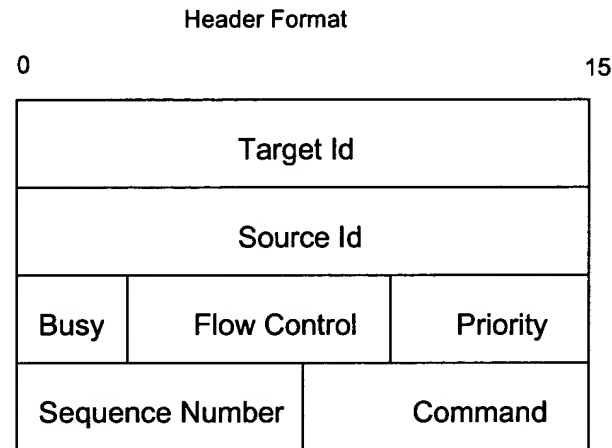 Header Format
0 15
Target Id
Source Id
Busy Flow Control Priority
Sequence Number Command